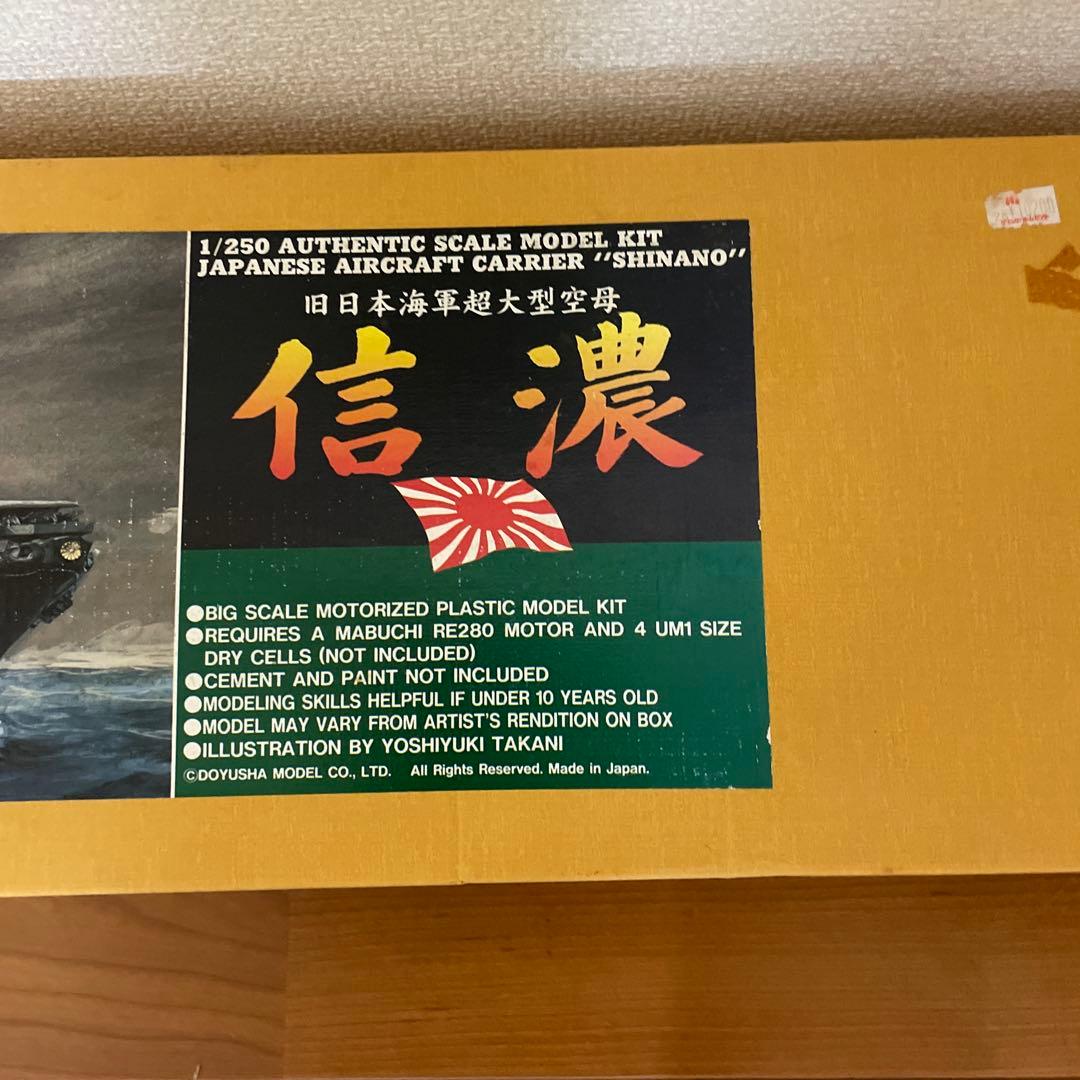 1/250 AUTHENTIC SCALE MODEL KIT
JAPANESE AIRCRAFT CARRIER "SHINANO"
旧日本海軍超大型空母
信濃
●BIG SCALE MOTORIZED PLASTIC MODEL KIT
●REQUIRES A MABUCHI RE280 MOTOR AND 4 UM1 SIZE
DRY CELLS (NOT INCLUDED)
●CEMENT AND PAINT NOT INCLUDED
●MODELING SKILLS HELPFUL IF UNDER 10 YEARS OLD
●MODEL MAY VARY FROM ARTIST'S RENDITION ON BOX
●ILLUSTRATION BY YOSHIYUKI TAKANI
©DOYUSHA MODEL CO., LTD. All Rights Reserved. Made in Japan.